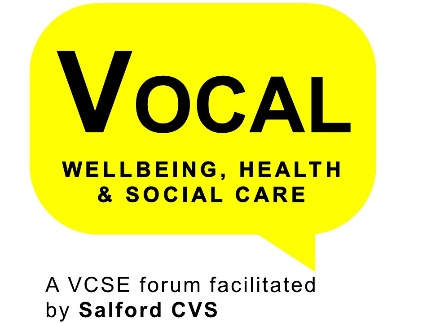 VOCAL
WELLBEING, HEALTH
& SOCIAL CARE
A VCSE forum facilitated
by Salford CVS